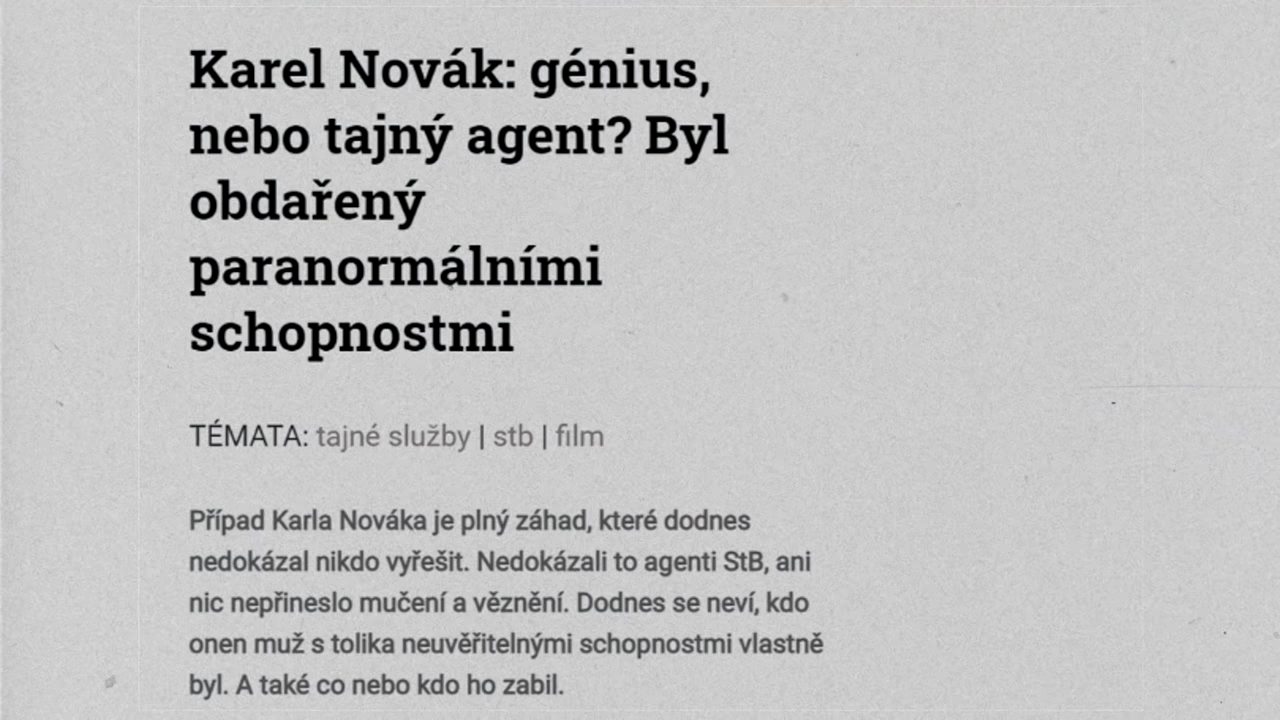 Karel Novák: génius,
nebo tajný agent? Byl
obdařený
paranormálními
schopnostmi
TÉMATA: tajné služby | stb | film
Případ Karla Nováka je plný záhad, které dodnes
nedokázal nikdo vyřešit. Nedokázali to agenti StB, ani
nic nepřineslo mučení a věznění. Dodnes se neví, kdo
onen muž s tolika neuvěřitelnými schopnostmi vlastně
byl. A také co nebo kdo ho zabil.